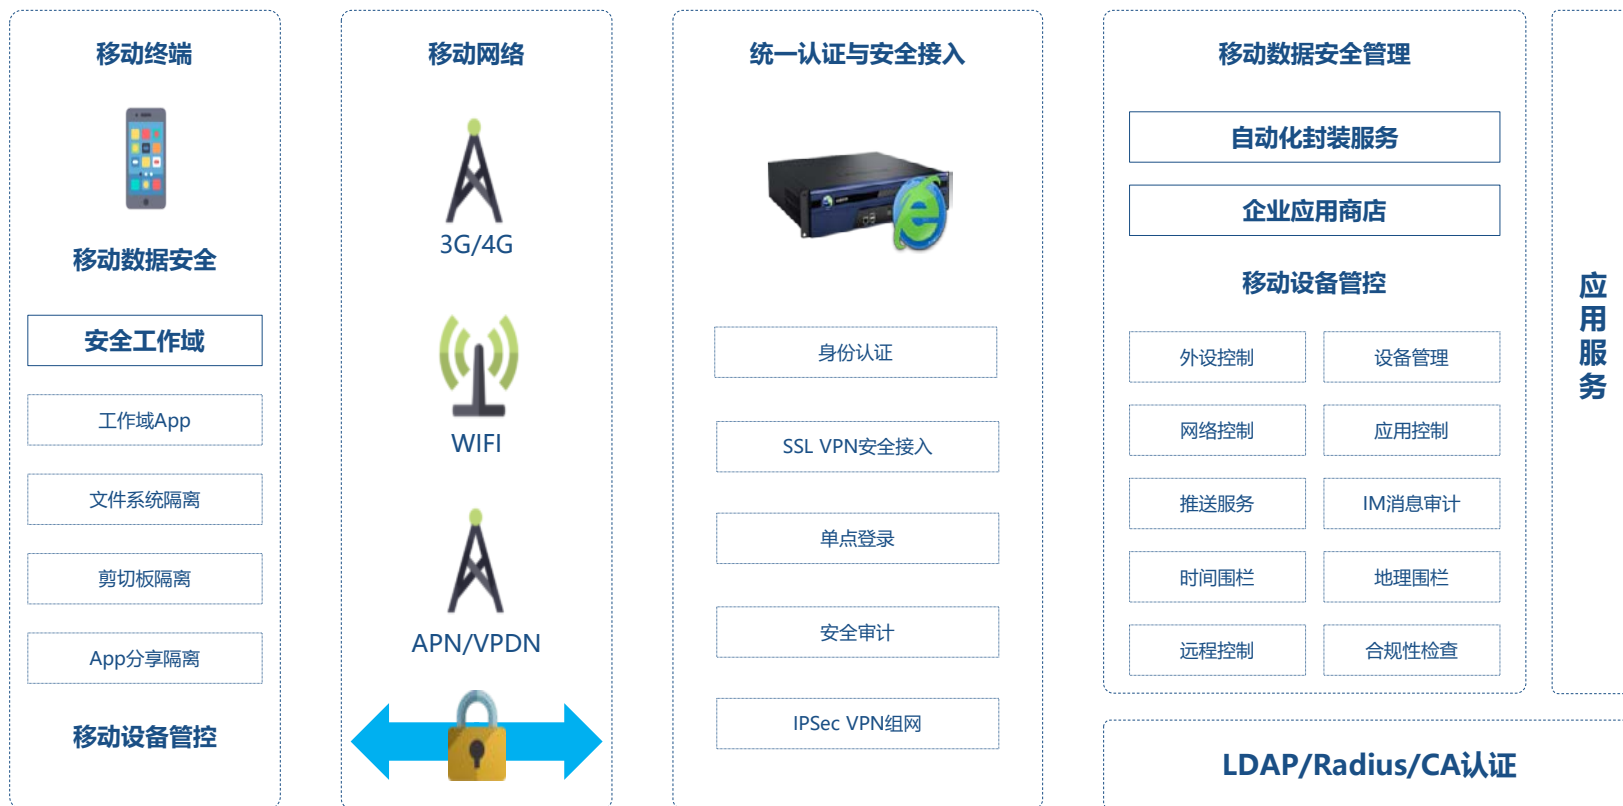 移动终端
移动数据安全
安全工作域
工作域App
文件系统隔离
剪切板隔离
App分享隔离
移动设备管控
移动网络
3G/4G
WIFI
APN/VPDN
统一认证与安全接入
身份认证
SSL VPN安全接入
单点登录
安全审计
IPSec VPN组网
移动数据安全管理
自动化封装服务
企业应用商店
移动设备管控
外设控制
设备管理
网络控制
应用控制
推送服务
IM消息审计
时间围栏
地理围栏
远程控制
合规性检查
LDAP/Radius/CA认证
应用服务